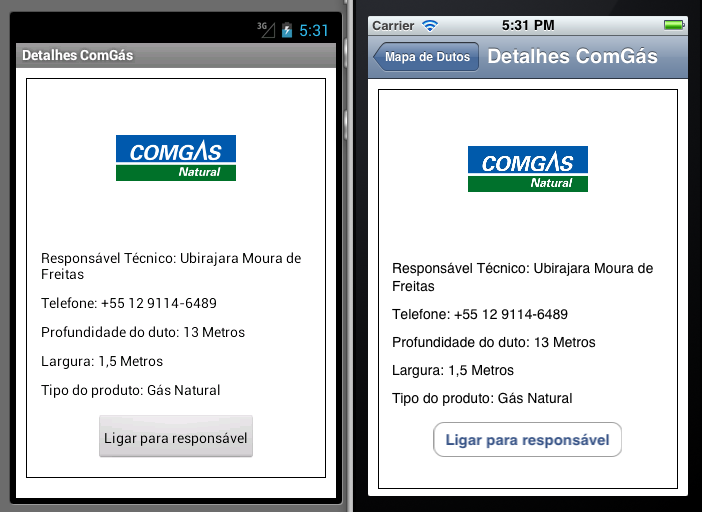 3G
5:31
Detalhes ComGás
COMGAS
Natural
Responsável Técnico: Ubirajara Moura de
Freitas
Telefone: +55 12 9114-6489
Profundidade do duto: 13 Metros
Largura: 1,5 Metros
Tipo do produto: Gás Natural
Ligar para responsável
Carrier
5:31 PM
Mapa de Dutos
Detalhes ComGás
COMGAS
Natural
Responsável Técnico: Ubirajara Moura de
Freitas
Telefone: +55 12 9114-6489
Profundidade do duto: 13 Metros
Largura: 1,5 Metros
Tipo do produto: Gás Natural
Ligar para responsável